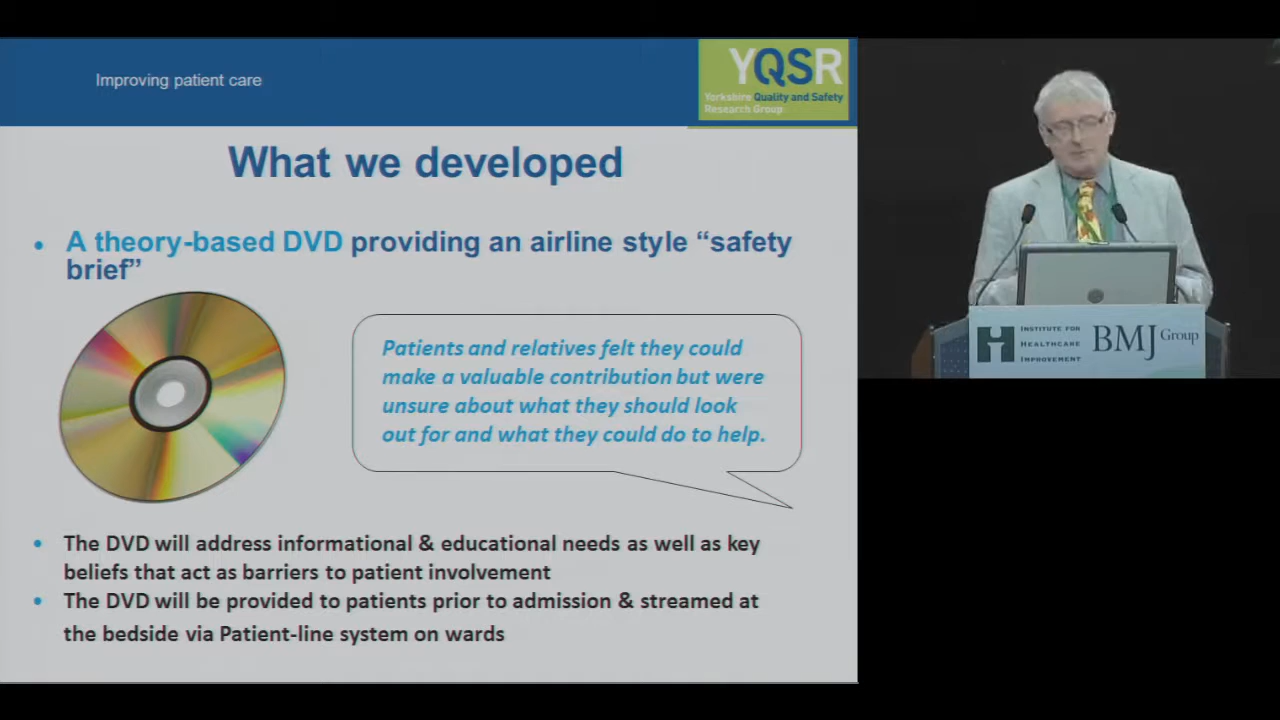 Improving patient care
YQSR
Yorkshire Quality and Safety
Research Group
What we developed
• A theory-based DVD providing an airline style “safety
brief”
Patients and relatives felt they could
make a valuable contribution but were
unsure about what they should look
out for and what they could do to help.
• The DVD will address informational & educational needs as well as key
beliefs that act as barriers to patient involvement
• The DVD will be provided to patients prior to admission & streamed at
the bedside via Patient-line system on wards
INSTITUTE FOR
HEALTHCARE
IMPROVEMENT
BMJ Group